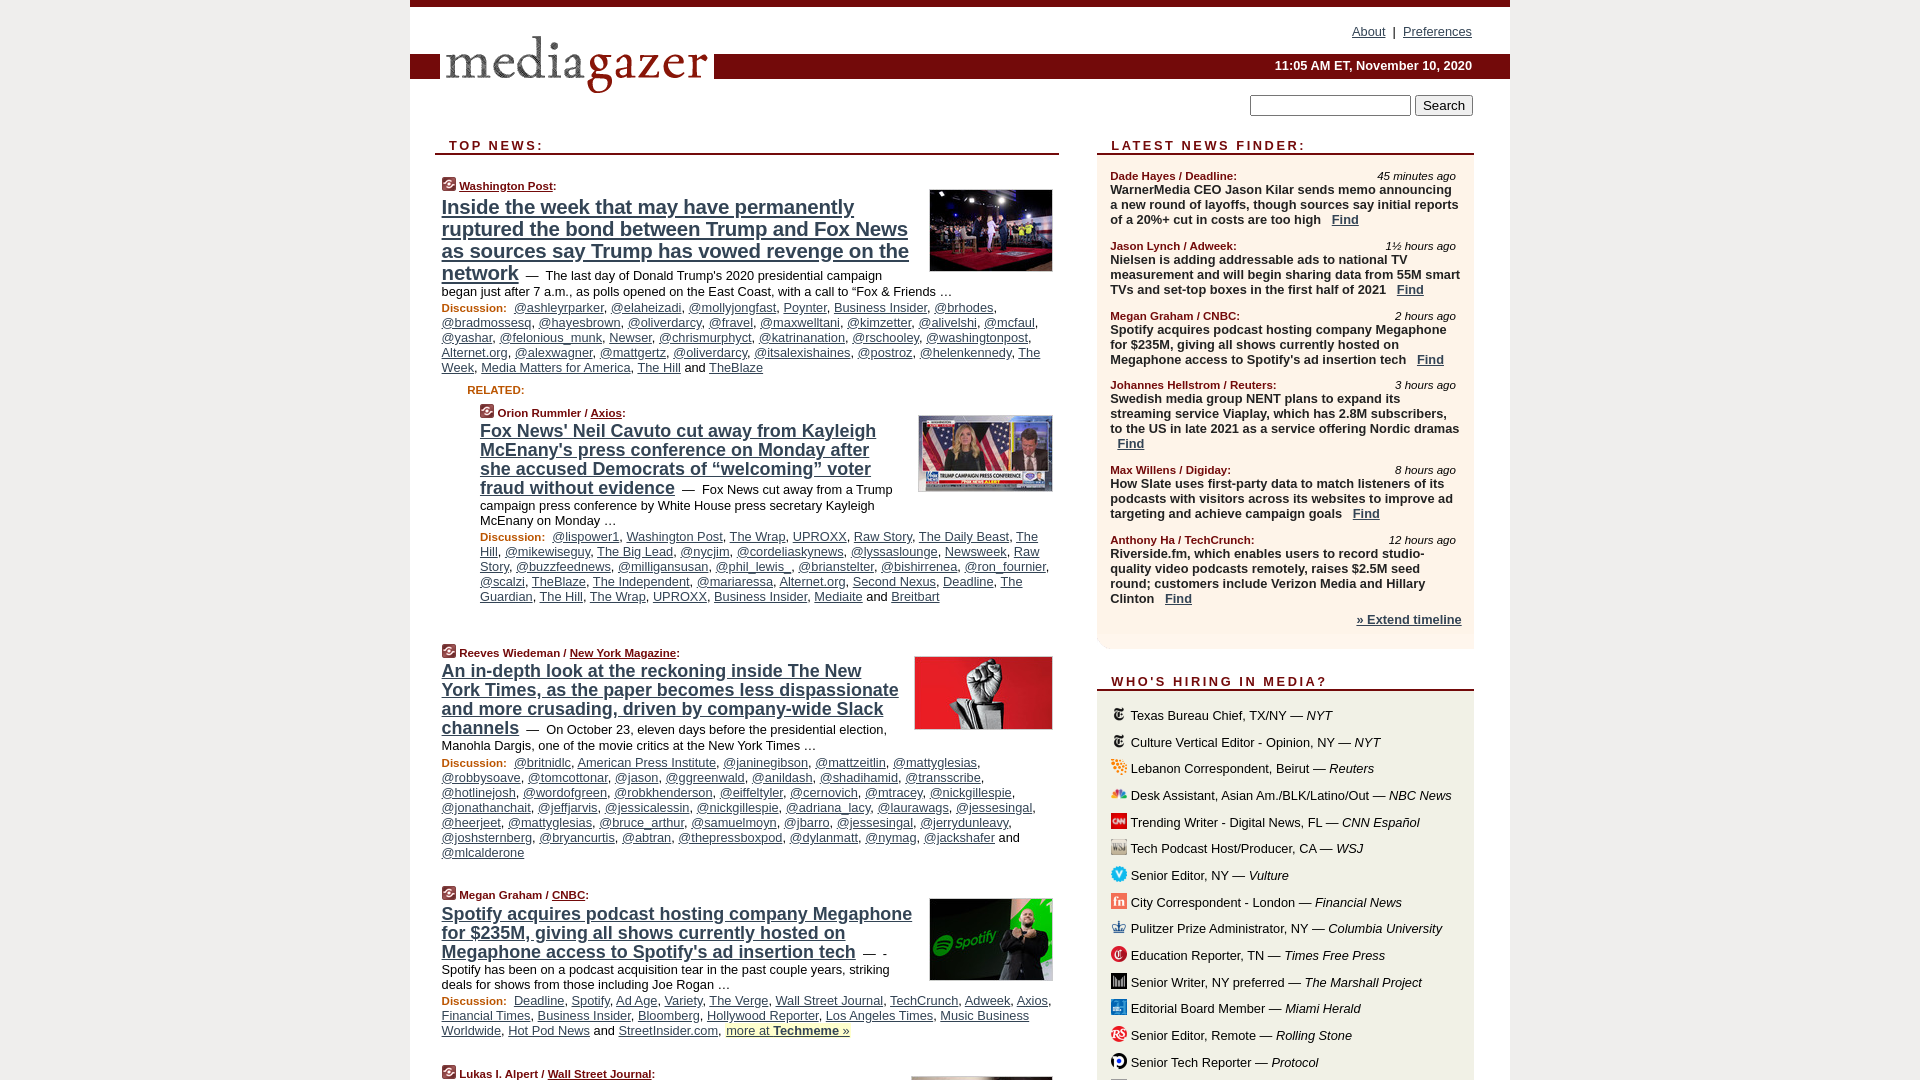 About | Preferences
mediagazer
11:05 AM ET, November 10, 2020
Search
TOP NEWS:
Washington Post:
Inside the week that may have permanently
ruptured the bond between Trump and Fox News
as sources say Trump has vowed revenge on the
network — The last day of Donald Trump's 2020 presidential campaign
began just after 7 a.m., as polls opened on the East Coast, with a call to “Fox & Friends …
Discussion: @ashleyrparker, @elaheizadi, @mollyjongfast, Poynter, Business Insider, @brhodes,
@bradmossesq, @hayesbrown, @oliverdarcy, @fravel, @maxwelltani, @kimzetter, @alivelshi, @mcfaul,
@yashar, @felonious_munk, Newser, @chrismurphyct, @katrinanation, @rschooley, @washingtonpost,
Alternet.org, @alexwagner, @mattgertz, @oliverdarcy, @itsalexishaines, @postroz, @helenkennedy, The
Week, Media Matters for America, The Hill and TheBlaze
RELATED:
Orion Rummler / Axios:
Fox News' Neil Cavuto cut away from Kayleigh
McEnany's press conference on Monday after
she accused Democrats of “welcoming” voter
fraud without evidence — Fox News cut away from a Trump
campaign press conference by White House press secretary Kayleigh
McEnany on Monday …
Discussion: @lispower1, Washington Post, The Wrap, UPROXX, Raw Story, The Daily Beast, The
Hill, @mikewiseguy, The Big Lead, @nycjim, @cordeliaskynews, @lyssaslounge, Newsweek, Raw
Story, @buzzfeednews, @milligansusan, @phil_lewis_, @brianstelter, @bishirrenea, @ron_fournier,
@scalzi, TheBlaze, The Independent, @mariaressa, Alternet.org, Second Nexus, Deadline, The
Guardian, The Hill, The Wrap, UPROXX, Business Insider, Mediaite and Breitbart
TRUMP CAMPAIGN PRESS CONFERENCE
Reeves Wiedeman / New York Magazine:
An in-depth look at the reckoning inside The New
York Times, as the paper becomes less dispassionate
and more crusading, driven by company-wide Slack
channels — On October 23, eleven days before the presidential election,
Manohla Dargis, one of the movie critics at the New York Times …
Discussion: @britnidlc, American Press Institute, @janinegibson, @mattzeitlin, @mattyglesias,
@robbysoave, @tomcottonar, @jason, @ggreenwald, @anildash, @shadihamid, @transscribe,
@hotlinejosh, @wordofgreen, @robkhenderson, @eiffeltyler, @cernovich, @mtracey, @nickgillespie,
@jonathanchait, @jeffjarvis, @jessicalessin, @nickgillespie, @adriana_lacy, @laurawags, @jessesingal,
@heerjeet, @mattyglesias, @bruce_arthur, @samuelmoyn, @jbarro, @jessesingal, @jerrydunleavy,
@joshsternberg, @bryancurtis, @abtran, @thepressboxpod, @dylanmatt, @nymag, @jackshafer and
@mlcalderone
Megan Graham / CNBC:
Spotify acquires podcast hosting company Megaphone
for $235M, giving all shows currently hosted on
Megaphone access to Spotify's ad insertion tech — -
Spotify has been on a podcast acquisition tear in the past couple years, striking
deals for shows from those including Joe Rogan …
Spotify
Discussion: Deadline, Spotify, Ad Age, Variety, The Verge, Wall Street Journal, TechCrunch, Adweek, Axios,
Financial Times, Business Insider, Bloomberg, Hollywood Reporter, Los Angeles Times, Music Business
Worldwide, Hot Pod News and StreetInsider.com, more at Techmeme »
Lukas I. Alpert / Wall Street Journal:
LATEST NEWS FINDER:
Dade Hayes / Deadline: 45 minutes ago
WarnerMedia CEO Jason Kilar sends memo announcing
a new round of layoffs, though sources say initial reports
of a 20%+ cut in costs are too high Find
Jason Lynch / Adweek: 1½ hours ago
Nielsen is adding addressable ads to national TV
measurement and will begin sharing data from 55M smart
TVs and set-top boxes in the first half of 2021 Find
Megan Graham / CNBC: 2 hours ago
Spotify acquires podcast hosting company Megaphone
for $235M, giving all shows currently hosted on
Megaphone access to Spotify's ad insertion tech Find
Johannes Hellstrom / Reuters: 3 hours ago
Swedish media group NENT plans to expand its
streaming service Viaplay, which has 2.8M subscribers,
to the US in late 2021 as a service offering Nordic dramas
Find
Max Willens / Digiday: 8 hours ago
How Slate uses first-party data to match listeners of its
podcasts with visitors across its websites to improve ad
targeting and achieve campaign goals Find
Anthony Ha / TechCrunch: 12 hours ago
Riverside.fm, which enables users to record studio-
quality video podcasts remotely, raises $2.5M seed
round; customers include Verizon Media and Hillary
Clinton Find
» Extend timeline
WHO'S HIRING IN MEDIA?
Texas Bureau Chief, TX/NY — NYT
Culture Vertical Editor - Opinion, NY — NYT
Lebanon Correspondent, Beirut — Reuters
Desk Assistant, Asian Am./BLK/Latino/Out — NBC News
Trending Writer - Digital News, FL — CNN Español
Tech Podcast Host/Producer, CA — WSJ
Senior Editor, NY — Vulture
City Correspondent - London — Financial News
Pulitzer Prize Administrator, NY — Columbia University
Education Reporter, TN — Times Free Press
Senior Writer, NY preferred — The Marshall Project
Editorial Board Member — Miami Herald
Senior Editor, Remote — Rolling Stone
Senior Tech Reporter — Protocol